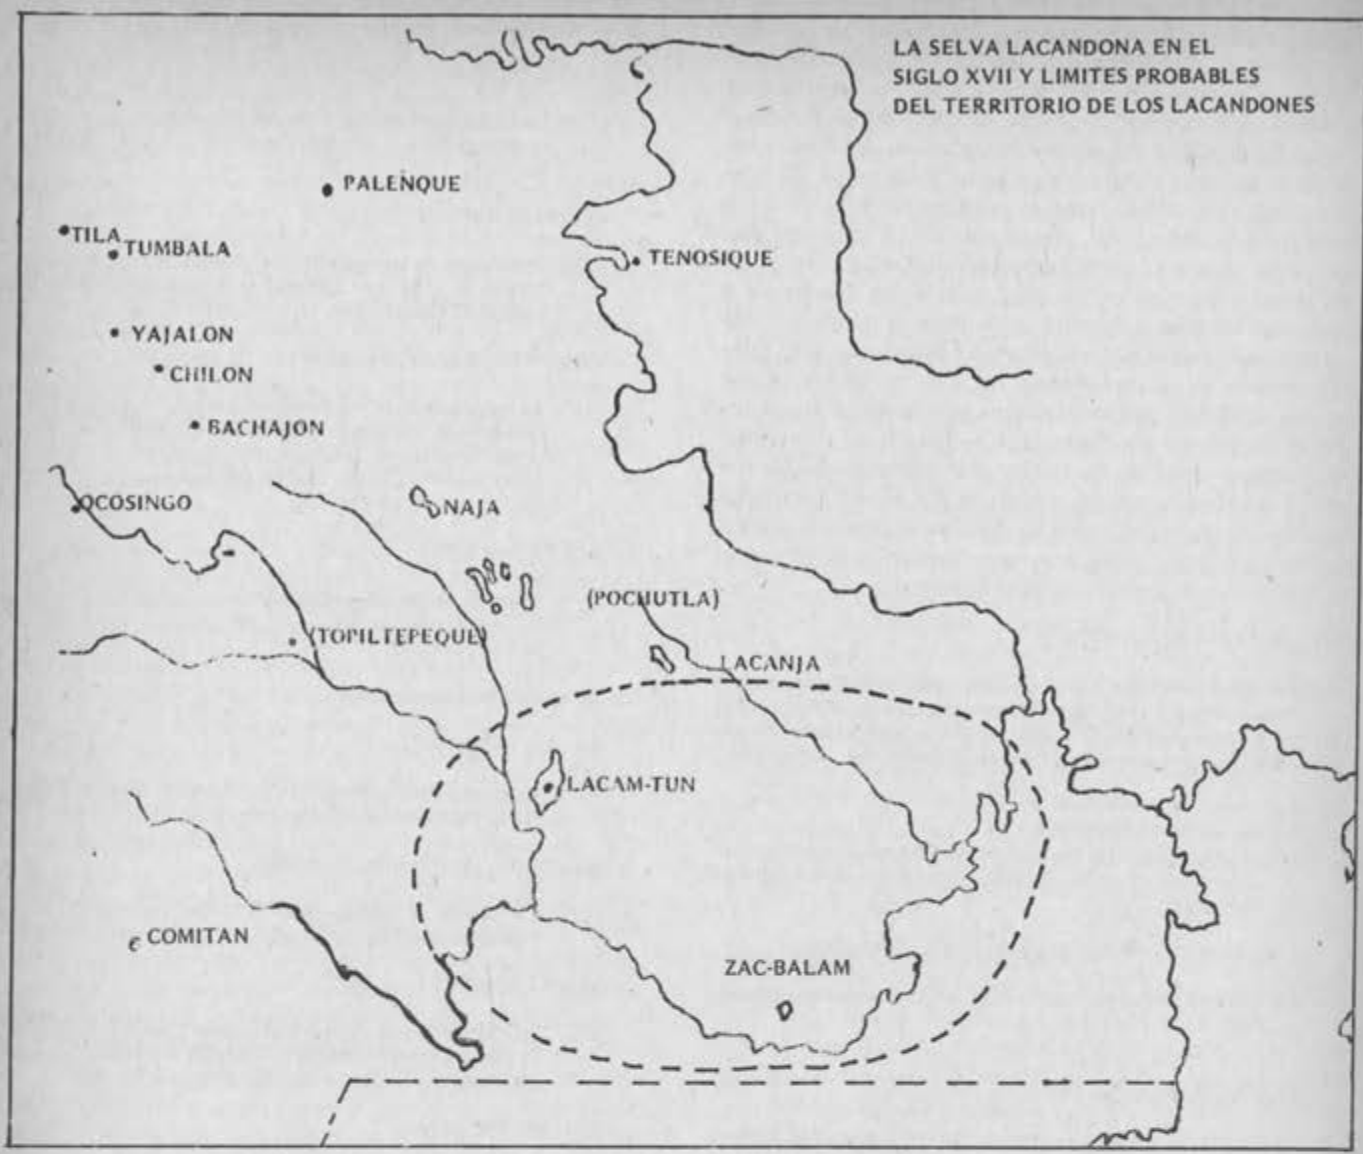 LA SELVA LACANDONA EN EL
SIGLO XVII Y LIMITES PROBABLES
DEL TERRITORIO DE LOS LACANDONES
PALENQUE
TILA
TUMBALA
TENOSIQUE
YAJALON
CHILON
BACHAJON
OCOSINGO
NAJA
(POCHUTLA)
(TOPILTEPEQUE)
LACANJA
LACAM-TUN
COMITAN
ZAC-BALAM